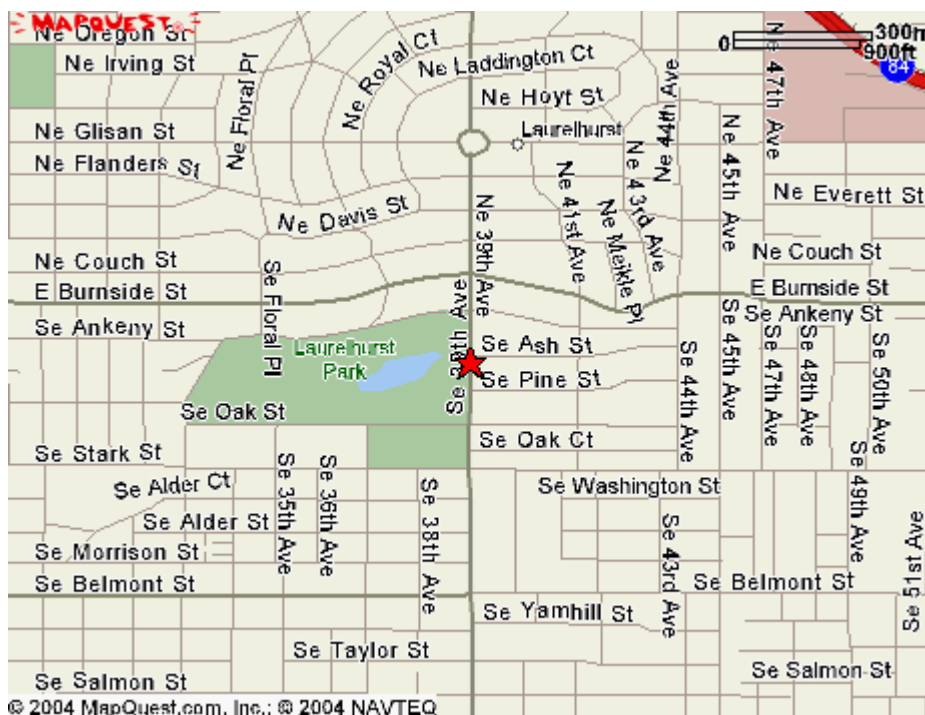 MAPQUEST
Ne Oregon St
Ne Irving St
Ne Floral Pl
Ne Royal Ct
Ne Laddington Ct
Ne Hoyt St
Ne 44th Ave
Ne 47th Ave
0
300m
900ft
84
Ne Glisan St
Ne Flanders St
Laurelhurst
Ne 41st Ave
Ne 43rd Ave
Ne Meikle Pl
Ne 45th Ave
Ne Everett St
Ne Davis St
Ne 39th Ave
Ne Couch St
Ne Couch St
E Burnside St
E Burnside St
Se Floral Pl
Se Ankeny St
Se Ankeny St
Laurelhurst
Park
Se Ash St
Se Pine St
Se 44th Ave
Se 45th Ave
Se 47th Ave
Se 48th Ave
Se 50th Ave
Se Oak St
Se Oak Ct
Se Stark St
Se Alder Ct
Se 35th Ave
Se 36th Ave
Se 38th Ave
Se Washington St
Se 49th Ave
Se Alder St
Se Morrison St
Se 43rd Ave
Se 51st Ave
Se Belmont St
Se Belmont St
Se Yamhill St
Se Taylor St
Se Salmon St
Se Salmon St
© 2004 MapQuest.com, Inc.; © 2004 NAVTEQ